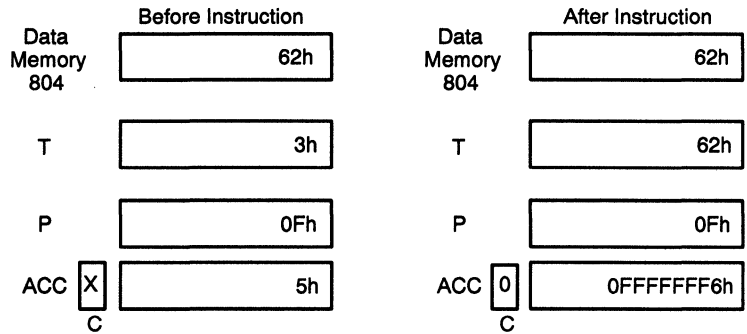 Before Instruction After Instruction
Data Memory 804 62h Data Memory 804 62h
T 3h T 62h
P 0Fh P 0Fh
ACC X 5h ACC 0 0FFFFFFF6h
C C